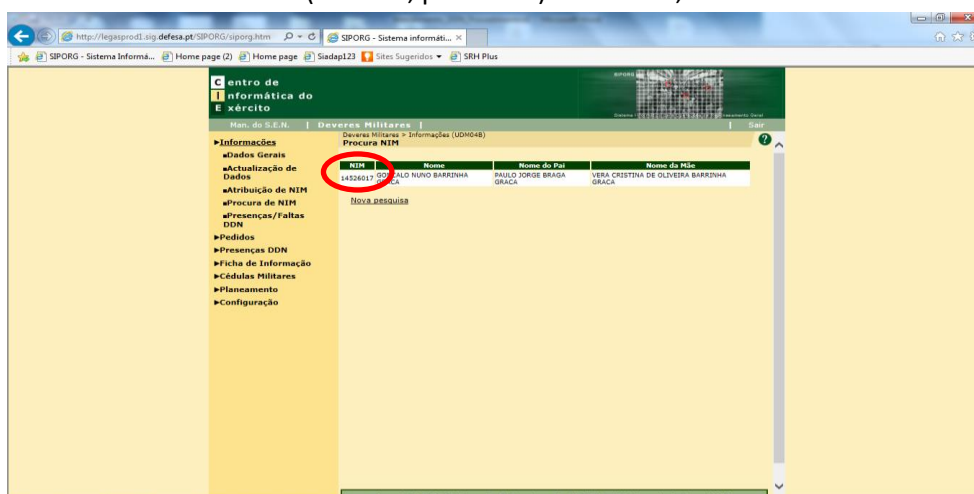 http://legasprod1.sig.defesa.pt/SIPORG/siporg.htm
SIPORG - Sistema informáti...
SIPORG - Sistema Informá...
Home page (2)
Home page
Siadap123
Sites Sugeridos
SRH Plus
Centro de
Informática do
Exército
SIPORG
Man. do S.E.N. | Deveres Militares | | Sair
Deveres Militares > Informações (UDM04B)
Procura NIM
Informações
Dados Gerais
Actualização de
Dados
Atribuição de NIM
Procura de NIM
Presenças/Faltas
DDN
Pedidos
Presenças DDN
Ficha de Informação
Cédulas Militares
Planeamento
Configuração
NIM Nome Nome do Pai Nome da Mãe
14526017 GONCALO NUNO BARRINHA PAULO JORGE BRAGA VERA CRISTINA DE OLIVEIRA BARRINHA
GRACA GRACA GRACA
Nova pesquisa